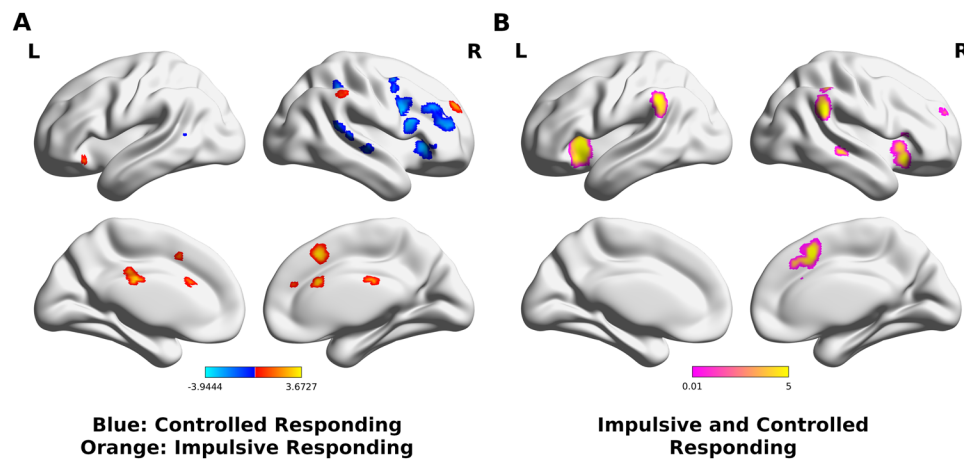 A
B
L
R
L
R
-3.9444
3.6727
0.01
5
Blue: Controlled Responding
Orange: Impulsive Responding
Impulsive and Controlled
Responding